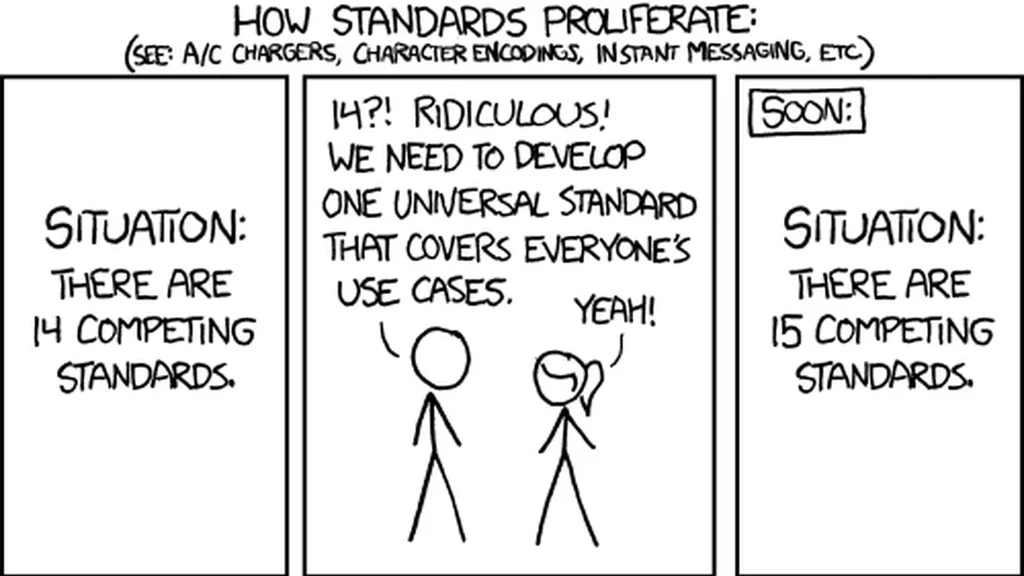 HOW STANDARDS PROLIFERATE:
(SEE: A/C CHARGERS, CHARACTER ENCODINGS, INSTANT MESSAGING, ETC.)
SITUATION:
THERE ARE
14 COMPETING
STANDARDS.
14?! RIDICULOUS!
WE NEED TO DEVELOP
ONE UNIVERSAL STANDARD
THAT COVERS EVERYONE'S
USE CASES.
YEAH!
SOON:
SITUATION:
THERE ARE
15 COMPETING
STANDARDS.